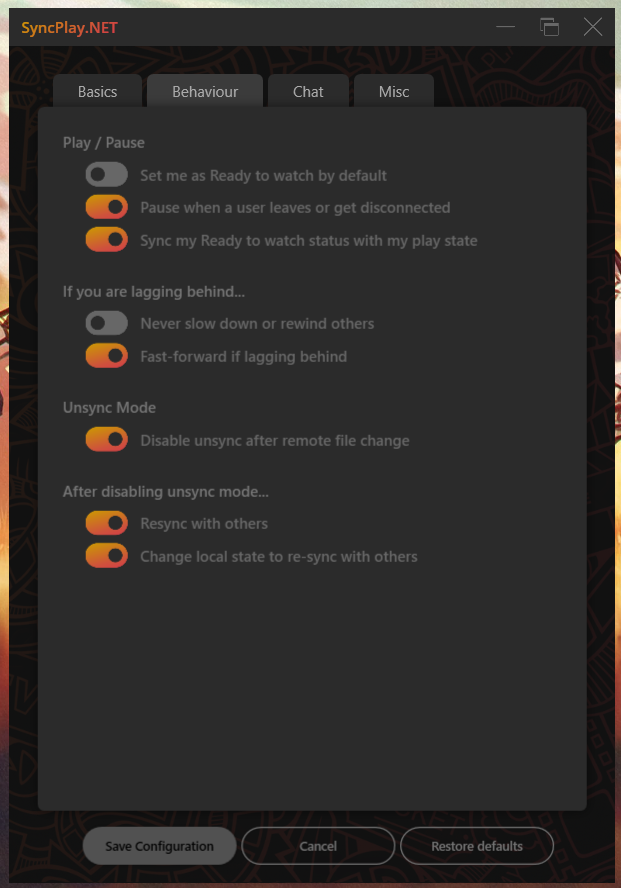 SyncPlay.NET
Basics
Behaviour
Chat
Misc
Play / Pause
Set me as Ready to watch by default
Pause when a user leaves or get disconnected
Sync my Ready to watch status with my play state
If you are lagging behind...
Never slow down or rewind others
Fast-forward if lagging behind
Unsync Mode
Disable unsync after remote file change
After disabling unsync mode...
Resync with others
Change local state to re-sync with others
Save Configuration
Cancel
Restore defaults